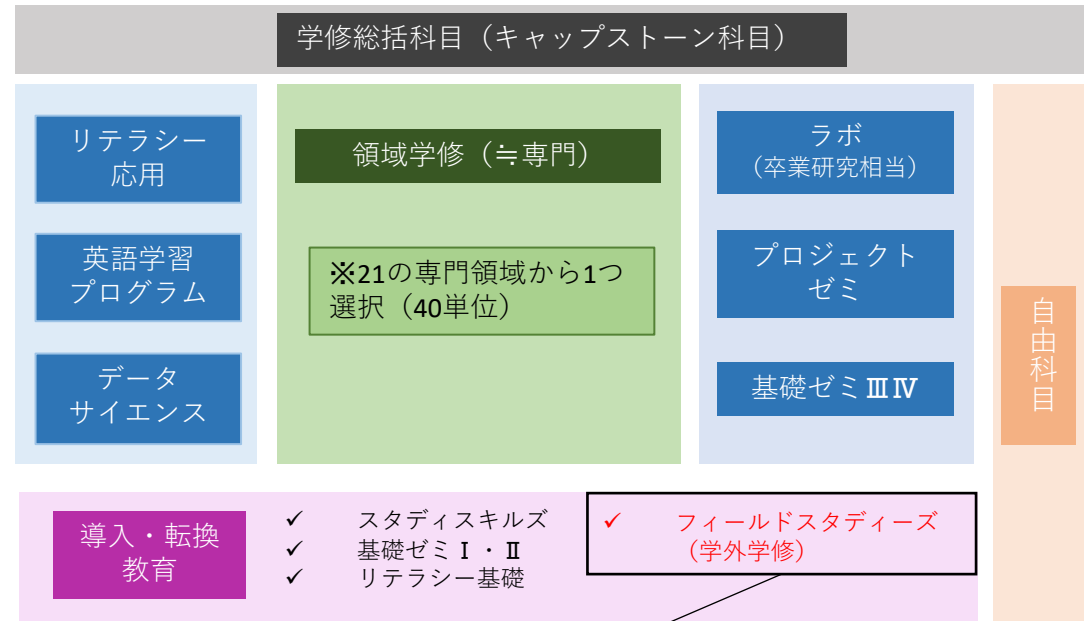 学修総括科目（キャップストーン科目）
リテラシー
応用
英語学習
プログラム
データ
サイエンス
領域学修（≒専門）
※21の専門領域から1つ
選択（40単位）
ラボ
（卒業研究相当）
プロジェクト
ゼミ
基礎ゼミⅢⅣ
自由科目
導入・転換
教育
✓ スタディスキルズ
✓ 基礎ゼミⅠ・Ⅱ
✓ リテラシー基礎
✓ フィールドスタディーズ
（学外学修）